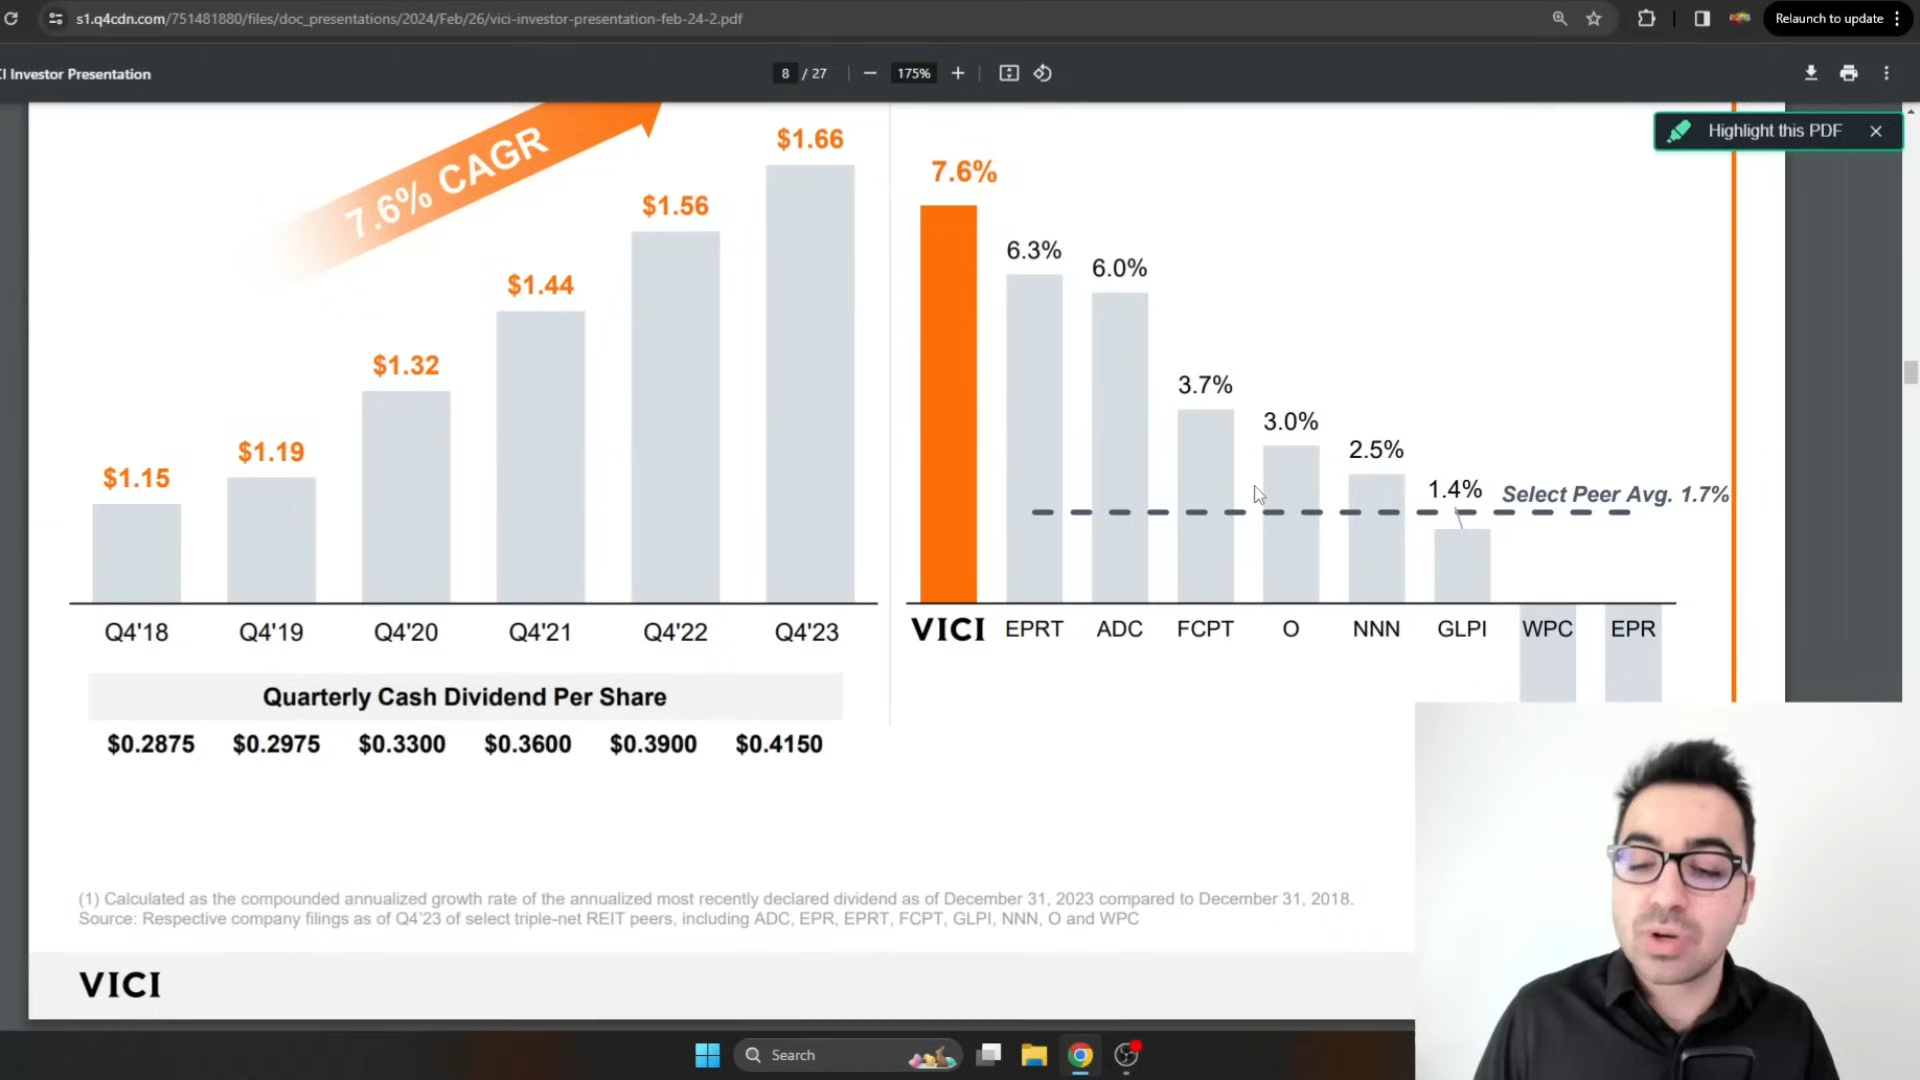 s1.q4cdn.com/751481880/files/doc_presentations/2024/Feb/26/vici-investor-presentation-feb-24-2.pdf
Relaunch to update
I Investor Presentation
8 / 27
175%
Highlight this PDF
7.6% CAGR
$1.15
$1.19
$1.32
$1.44
$1.56
$1.66
Q4'18
Q4'19
Q4'20
Q4'21
Q4'22
Q4'23
Quarterly Cash Dividend Per Share
$0.2875 $0.2975 $0.3300 $0.3600 $0.3900 $0.4150
7.6%
6.3%
6.0%
3.7%
3.0%
2.5%
1.4%
Select Peer Avg. 1.7%
VICI
EPRT
ADC
FCPT
O
NNN
GLPI
WPC
EPR
(1) Calculated as the compounded annualized growth rate of the annualized most recently declared dividend as of December 31, 2023 compared to December 31, 2018.
Source: Respective company filings as of Q4'23 of select triple-net REIT peers, including ADC, EPR, EPRT, FCPT, GLPI, NNN, O and WPC
VICI
Search